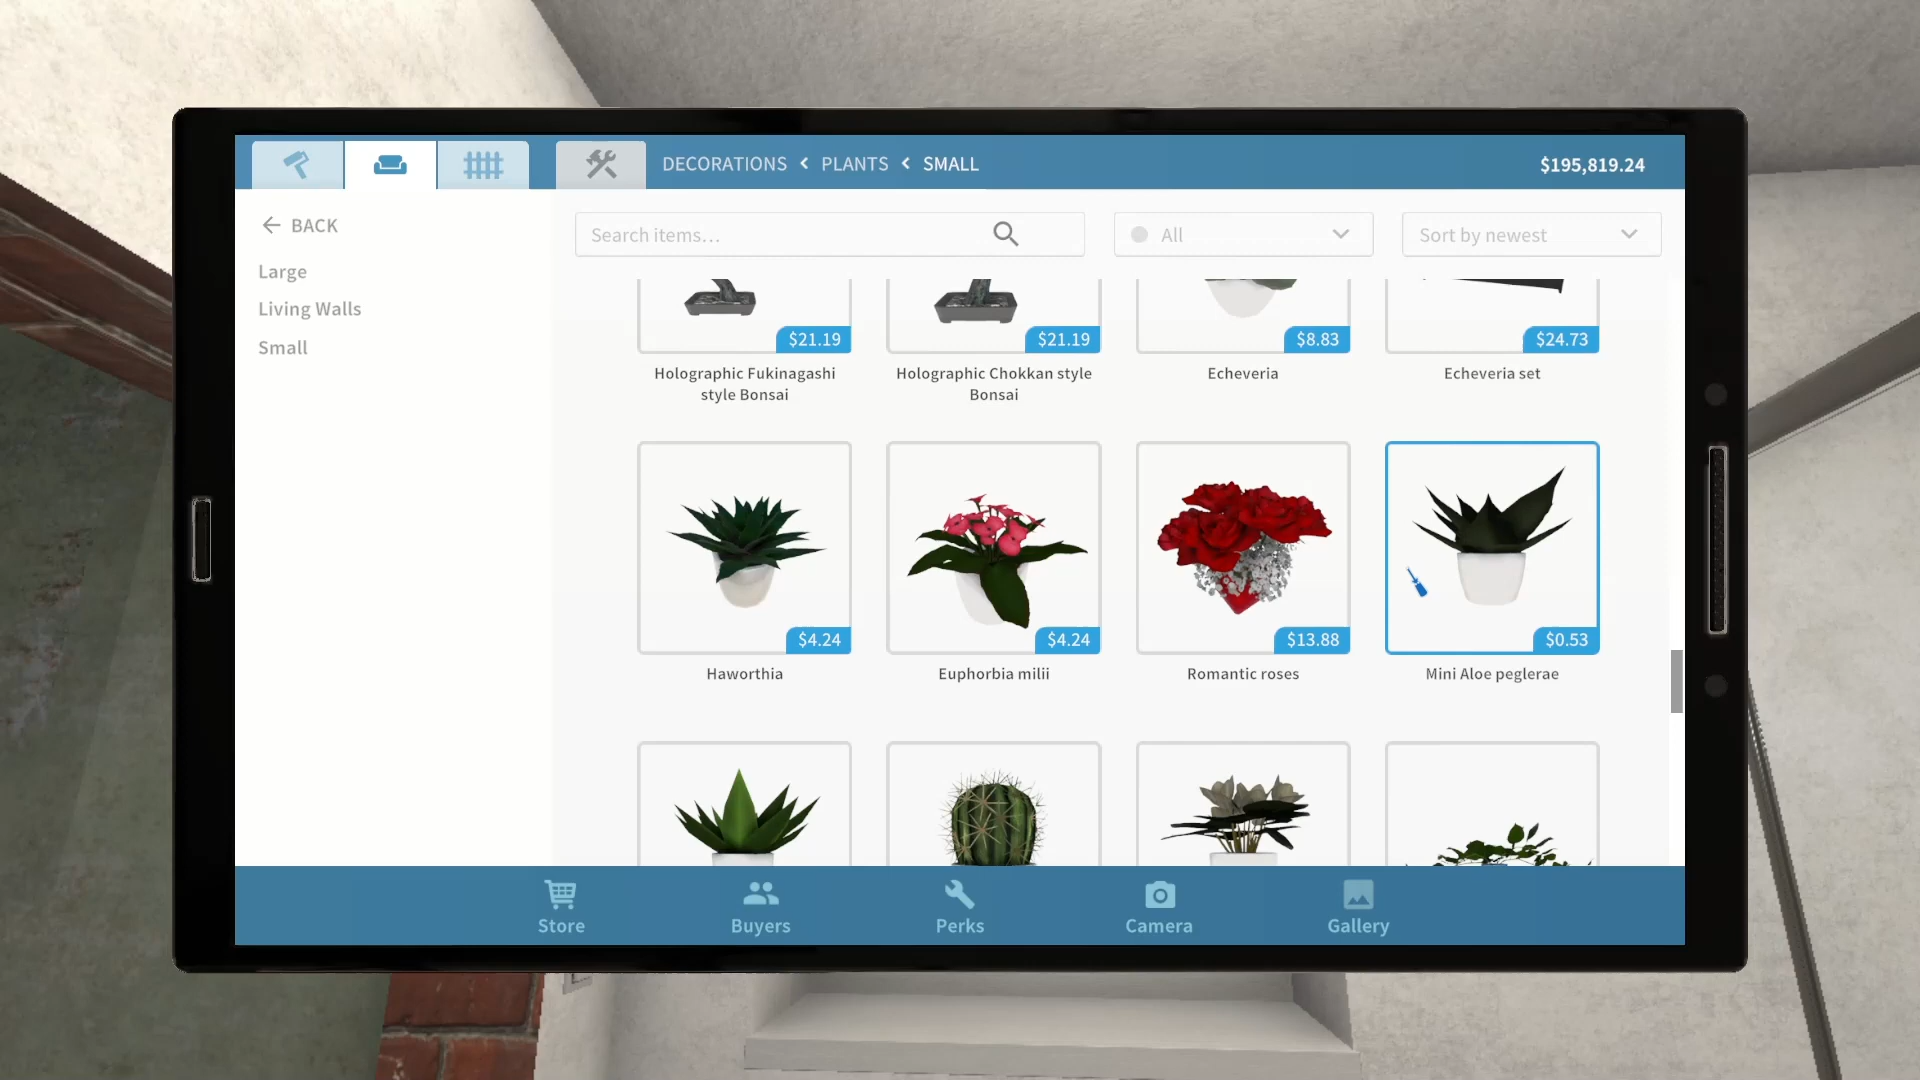 DECORATIONS < PLANTS < SMALL
$195,819.24
BACK
Large
Living Walls
Small
Search items...
All
Sort by newest
$21.19
$21.19
$8.83
$24.73
Holographic Fukinagashi
style Bonsai
Holographic Chokkan style
Bonsai
Echeveria
Echeveria set
$4.24
$4.24
$13.88
$0.53
Haworthia
Euphorbia milii
Romantic roses
Mini Aloe peglerae
Store
Buyers
Perks
Camera
Gallery